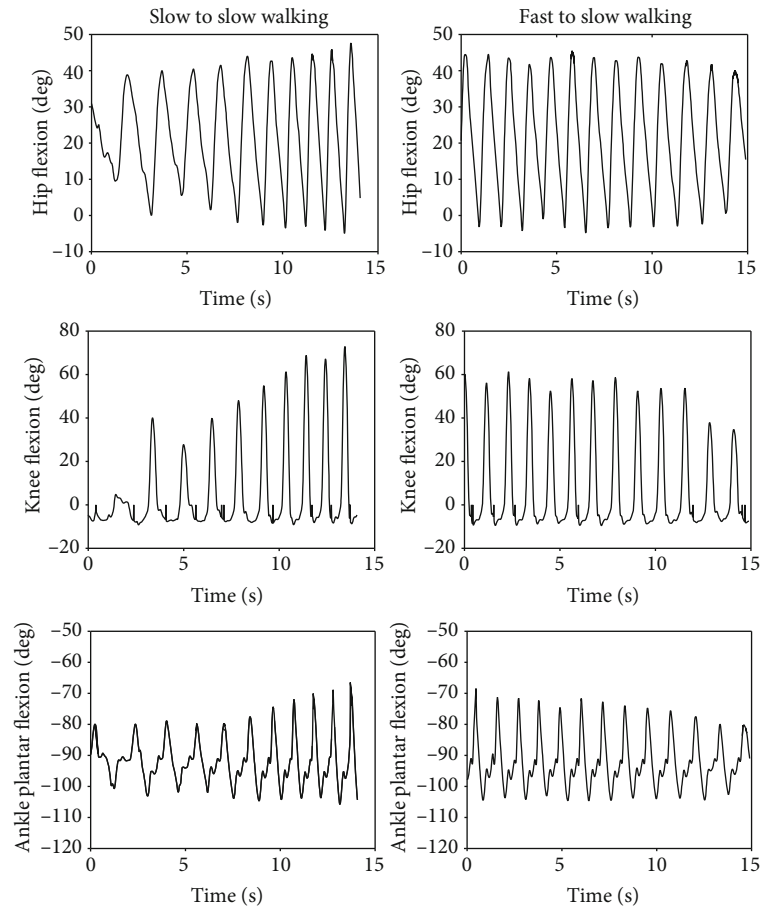 Slow to slow walking
Fast to slow walking
Hip flexion (deg)
50
40
30
20
10
0
−10
0 5 10 15
Time (s)
Hip flexion (deg)
50
40
30
20
10
0
−10
0 5 10 15
Time (s)
Knee flexion (deg)
80
60
40
20
0
−20
0 5 10 15
Time (s)
Knee flexion (deg)
80
60
40
20
0
−20
0 5 10 15
Time (s)
Ankle plantar flexion (deg)
−50
−60
−70
−80
−90
−100
−110
−120
0 5 10 15
Time (s)
Ankle plantar flexion (deg)
−50
−60
−70
−80
−90
−100
−110
−120
0 5 10 15
Time (s)